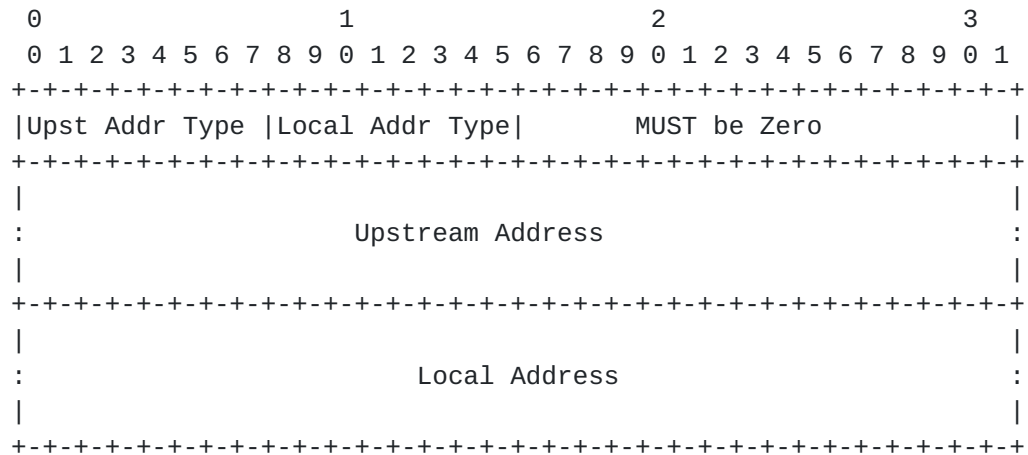 0                   1                   2                   3
 0 1 2 3 4 5 6 7 8 9 0 1 2 3 4 5 6 7 8 9 0 1 2 3 4 5 6 7 8 9 0 1
+-+-+-+-+-+-+-+-+-+-+-+-+-+-+-+-+-+-+-+-+-+-+-+-+-+-+-+-+-+-+-+-+
|Upst Addr Type |Local Addr Type|       MUST be Zero            |
+-+-+-+-+-+-+-+-+-+-+-+-+-+-+-+-+-+-+-+-+-+-+-+-+-+-+-+-+-+-+-+-+
|                                                               |
:                     Upstream Address                          :
|                                                               |
+-+-+-+-+-+-+-+-+-+-+-+-+-+-+-+-+-+-+-+-+-+-+-+-+-+-+-+-+-+-+-+-+
|                                                               |
:                         Local Address                         :
|                                                               |
+-+-+-+-+-+-+-+-+-+-+-+-+-+-+-+-+-+-+-+-+-+-+-+-+-+-+-+-+-+-+-+-+